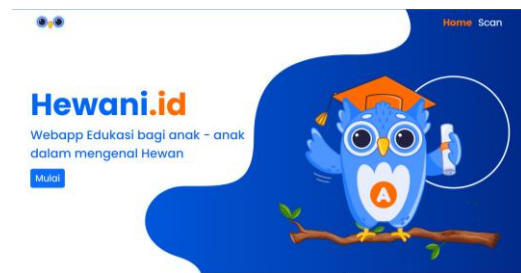 Home Scan
Hewani.id
Webapp Edukasi bagi anak - anak
dalam mengenal Hewan
Mulai
A